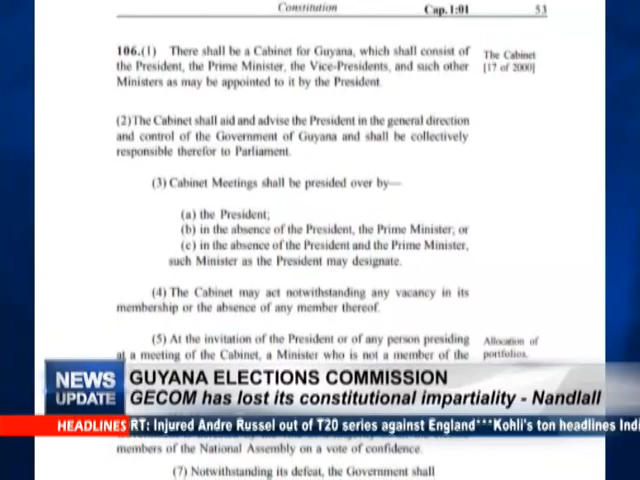 Constitution Cap. 1:01 53
106.(1) There shall be a Cabinet for Guyana, which shall consist of
the President, the Prime Minister, the Vice-Presidents, and such other
Ministers as may be appointed to it by the President.
The Cabinet
[17 of 2000]
(2)The Cabinet shall aid and advise the President in the general direction
and control of the Government of Guyana and shall be collectively
responsible therefor to Parliament.
(3) Cabinet Meetings shall be presided over by—
(a) the President;
(b) in the absence of the President, the Prime Minister; or
(c) in the absence of the President and the Prime Minister,
such Minister as the President may designate.
(4) The Cabinet may act notwithstanding any vacancy in its
membership or the absence of any member thereof.
(5) At the invitation of the President or of any person presiding
at a meeting of the Cabinet, a Minister who is not a member of the
Allocation of
portfolios.
NEWS
UPDATE
GUYANA ELECTIONS COMMISSION
GECOM has lost its constitutional impartiality - Nandlall
HEADLINES RT: Injured Andre Russel out of T20 series against England***Kohli's ton headlines Indi
members of the National Assembly on a vote of confidence.
(7) Notwithstanding its defeat, the Government shall